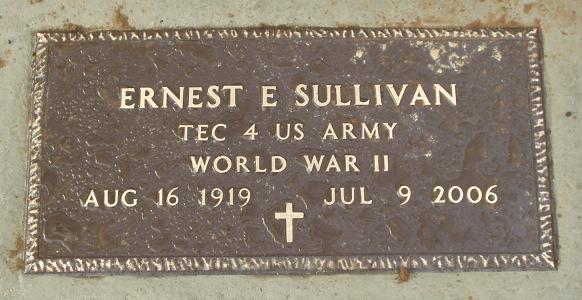 ERNEST E SULLIVAN
TEC 4 US ARMY
WORLD WAR II
AUG 16 1919 JUL 9 2006